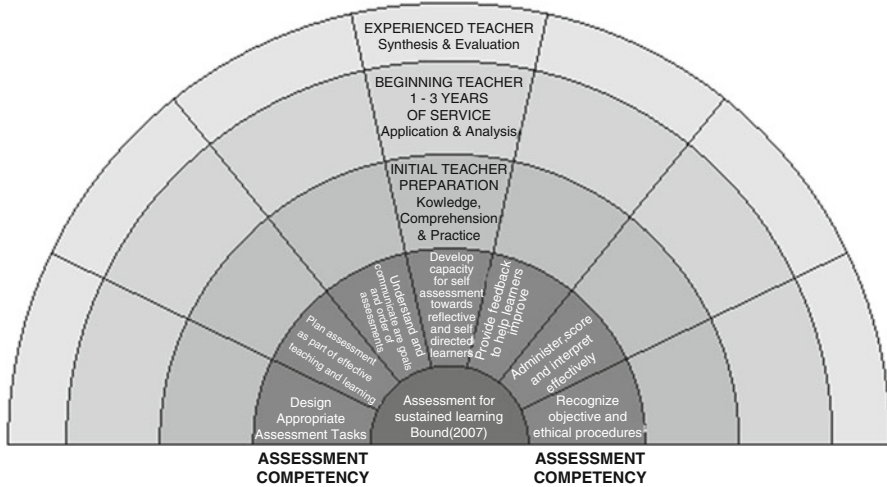 EXPERIENCED TEACHER
Synthesis & Evaluation
BEGINNING TEACHER
1 - 3 YEARS
OF SERVICE
Application & Analysis
INITIAL TEACHER
PREPARATION
Kowledge,
Comprehension
& Practice
Design
Appropriate
Assessment Tasks
Plan assessment
as part of effective
teaching and learning
Understand and
communicate are goals
and order of
assessments
Develop
capacity
for self
assessment
towards
reflective
and self
directed
learners
Provide feedback
to help learners
improve
Administer,score
and interpret
effectively
Recognize
objective and
ethical procedures
Assessment for
sustained learning
Bound(2007)
ASSESSMENT
COMPETENCY
ASSESSMENT
COMPETENCY